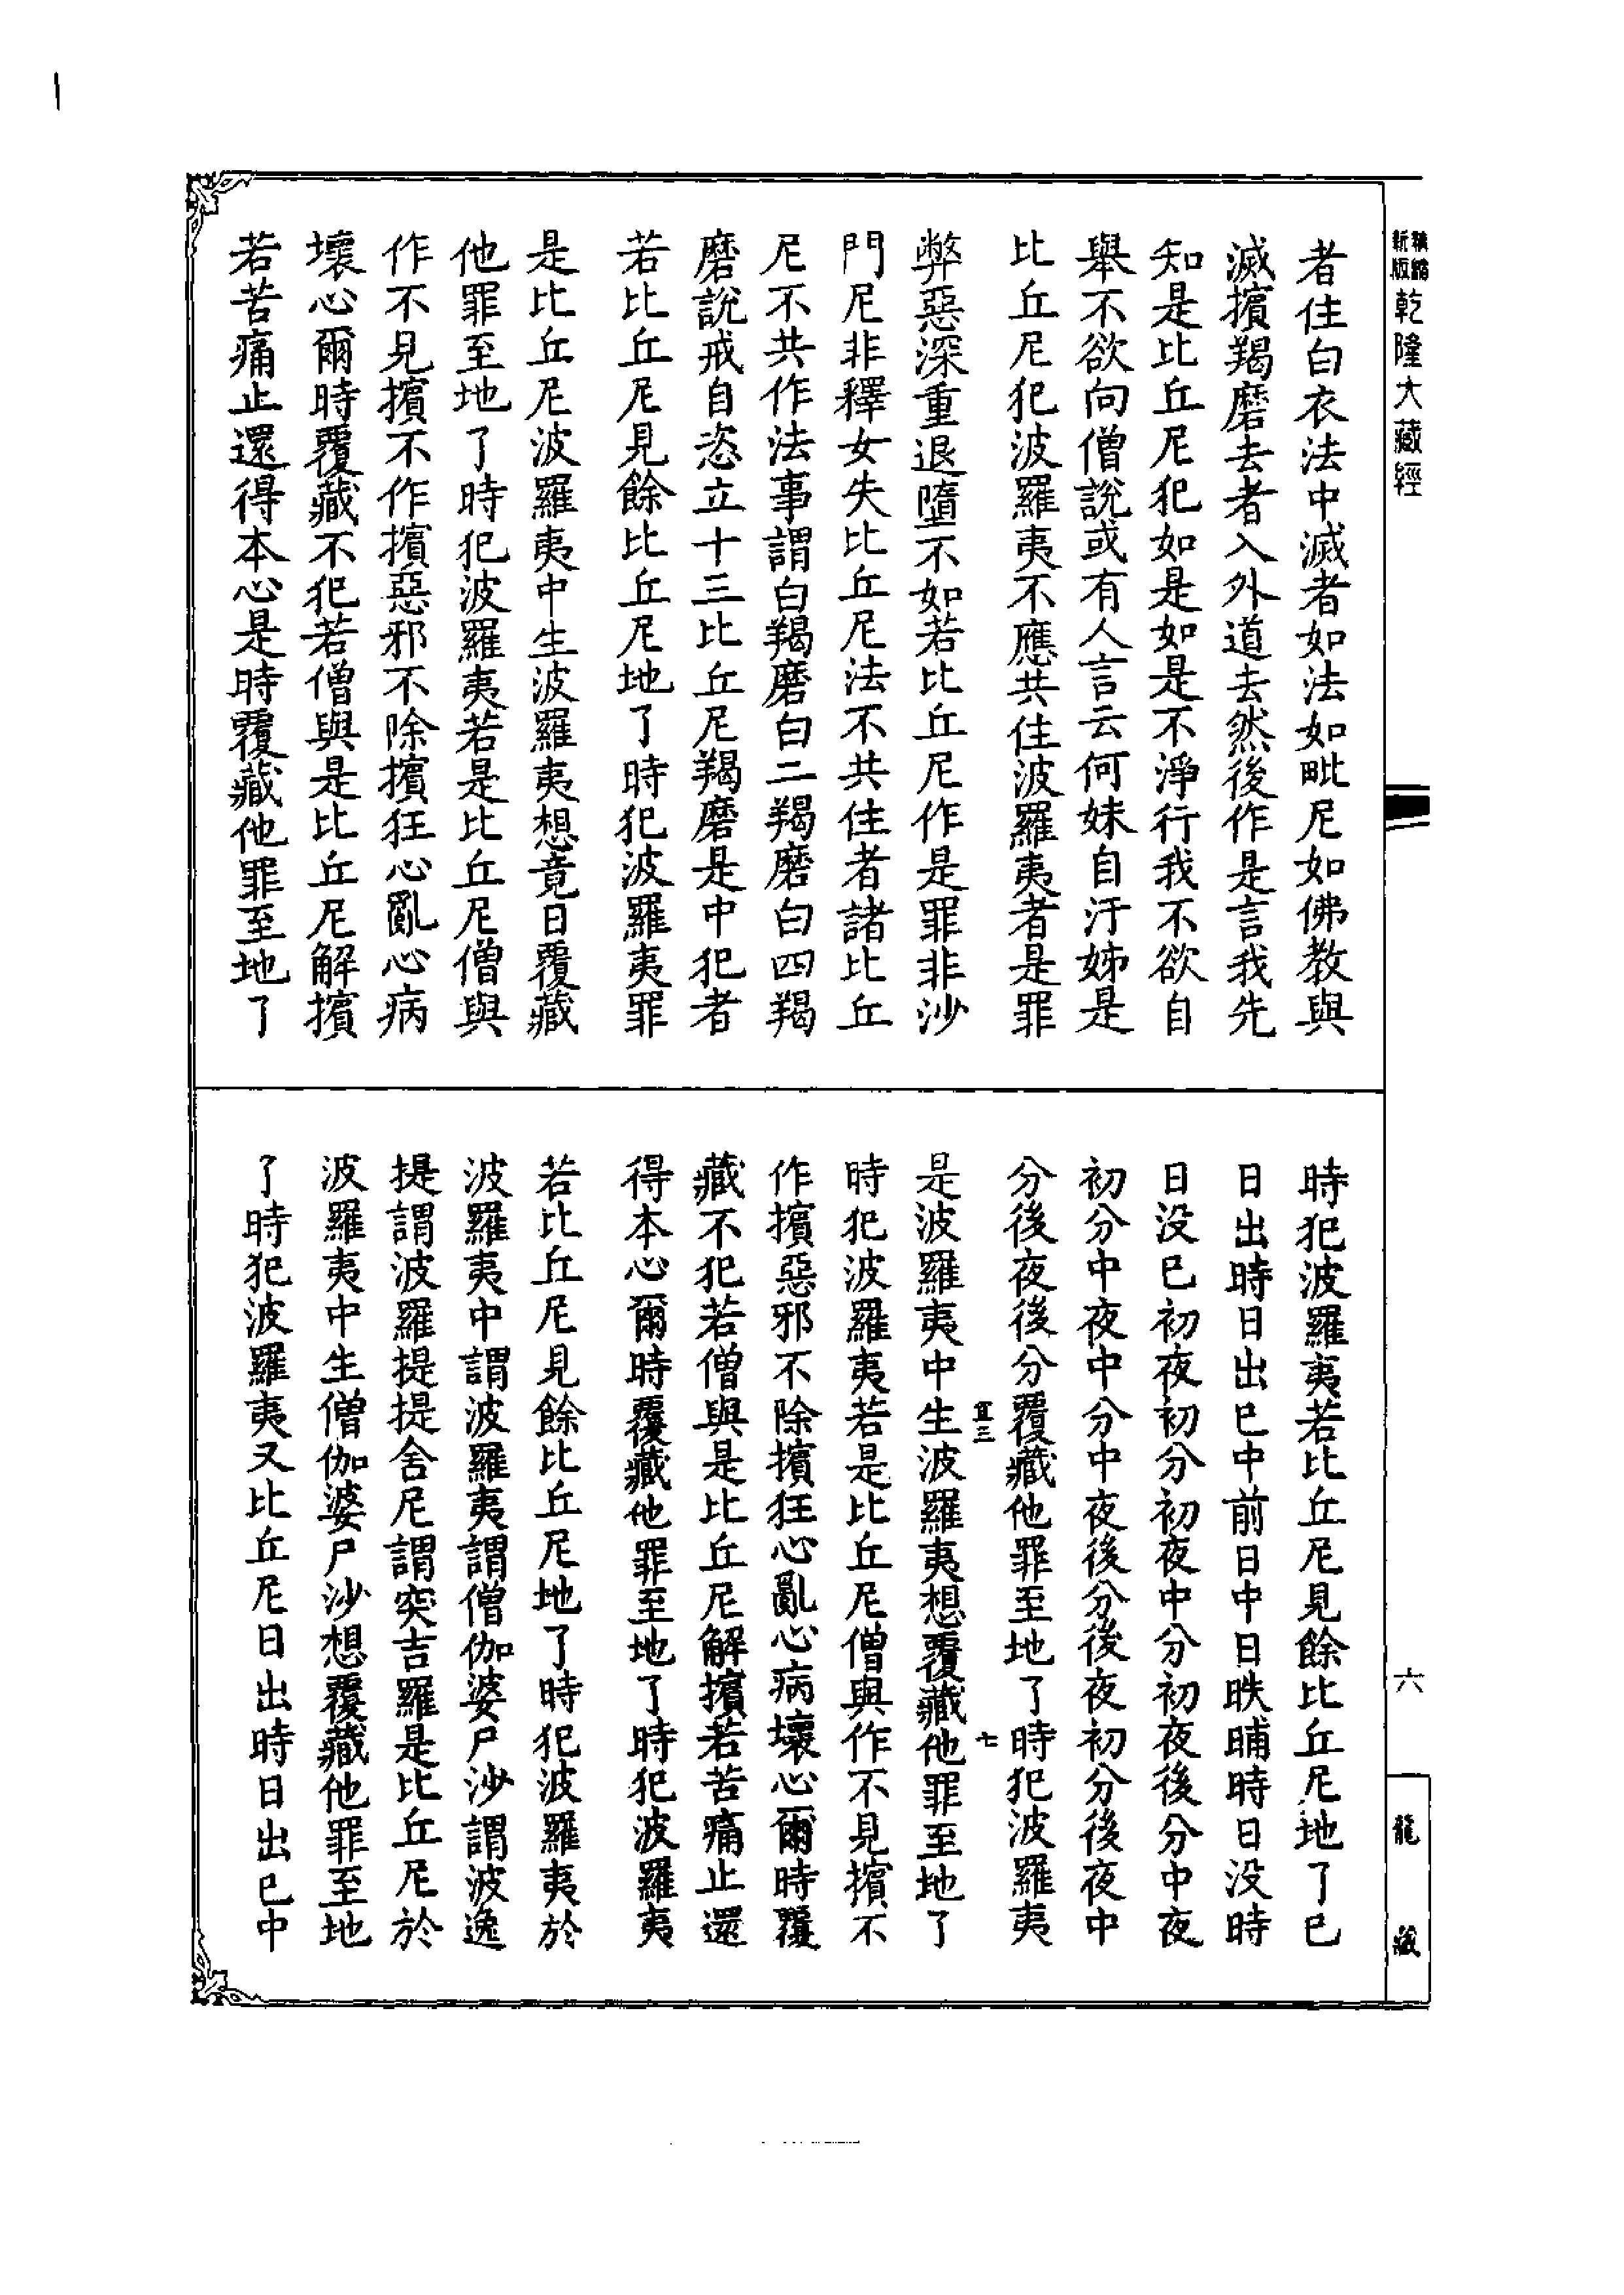 新版精縮乾隆大藏經
者住白衣法中滅者如法如毗尼如佛教與
滅擯羯磨去者入外道去然後作是言我先
知是比丘尼犯如是如是不淨行我不欲自
舉不欲向僧說或有人言云何妹自汙姊是
比丘尼犯波羅夷不應共住波羅夷者是罪
弊惡深重退墮不如若比丘尼作是罪非沙
門尼非釋女失比丘尼法不共住者諸比丘
尼不共作法事謂白羯磨白二羯磨白四羯
磨說戒自恣立十三比丘尼羯磨是中犯者
若比丘尼見餘比丘尼地了時犯波羅夷罪
是比丘尼波羅夷中生波羅夷想竟日覆藏
他罪至地了時犯波羅夷若是比丘尼僧與
作不見擯不作擯惡邪不除擯狂心亂心病
壞心爾時覆藏不犯若僧與是比丘尼解擯
若苦痛止還得本心是時覆藏他罪至地了
時犯波羅夷若比丘尼見餘比丘尼地了已
日出時日出已中前日中日昳晡時日沒時
日沒已初夜初分初夜中分初夜後分中夜
初分中夜中分中夜後分後夜初分後夜中
分後夜後分覆藏他罪至地了時犯波羅夷
宜三
七
是波羅夷中生波羅夷想覆藏他罪至地了
時犯波羅夷若是比丘尼僧與作不見擯不
作擯惡邪不除擯狂心亂心病壞心爾時覆
藏不犯若僧與是比丘尼解擯若苦痛止還
得本心爾時覆藏他罪至地了時犯波羅夷
若比丘尼見餘比丘尼地了時犯波羅夷於
波羅夷中謂波羅夷謂僧伽婆尸沙謂波逸
提謂波羅提提舍尼謂突吉羅是比丘尼於
波羅夷中生僧伽婆尸沙想覆藏他罪至地
了時犯波羅夷又比丘尼日出時日出已中
六
龍藏